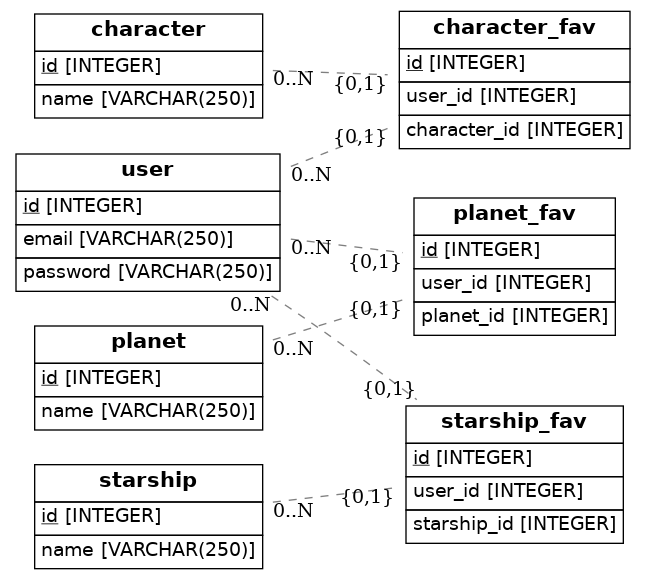 character
id [INTEGER]
name [VARCHAR(250)]
0..N
{0,1}
character_fav
id [INTEGER]
user_id [INTEGER]
character_id [INTEGER]
user
id [INTEGER]
email [VARCHAR(250)]
password [VARCHAR(250)]
{0,1}
0..N
0..N
{0,1}
0..N
planet_fav
id [INTEGER]
user_id [INTEGER]
planet_id [INTEGER]
planet
id [INTEGER]
name [VARCHAR(250)]
{0,1}
0..N
{0,1}
starship_fav
id [INTEGER]
user_id [INTEGER]
starship_id [INTEGER]
starship
id [INTEGER]
name [VARCHAR(250)]
0..N
{0,1}